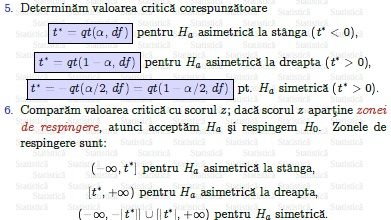 5. Determinăm valoarea critică corespunzătoare
t* = qt(α, df) pentru Hₐ asimetrică la stânga (t* < 0),
t* = qt(1 − α, df) pentru Hₐ asimetrică la dreapta (t* > 0),
t* = −qt(α/2, df) = qt(1 − α/2, df) pt. Hₐ simetrică (t* > 0).
6. Comparăm valoarea critică cu scorul z; dacă scorul z aparţine zonei
de respingere, atunci acceptăm Hₐ şi respingem H₀. Zonele de
respingere sunt:
(−∞, t*] pentru Hₐ asimetrică la stânga,
[t*, +∞) pentru Hₐ asimetrică la dreapta,
(−∞, −|t*|] ∪ [|t*|, +∞) pentru Hₐ simetrică.